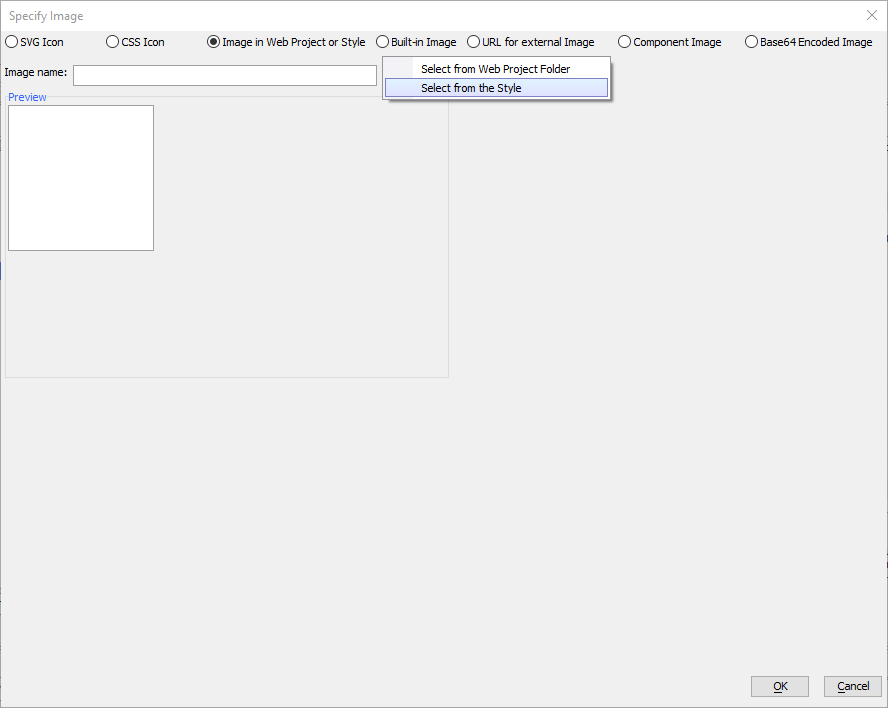 Specify Image
SVG Icon CSS Icon Image in Web Project or Style Built-in Image URL for external Image Component Image Base64 Encoded Image
Image name:
Select from Web Project Folder
Select from the Style
Preview
OK Cancel